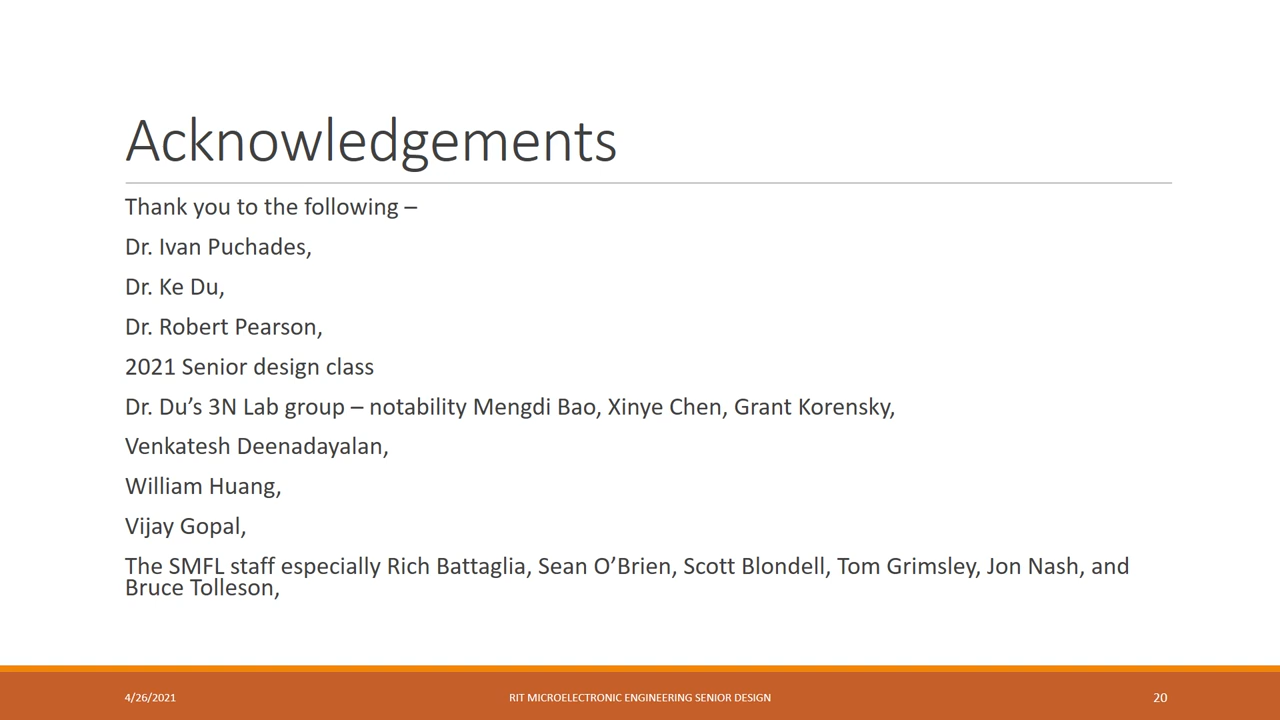 Acknowledgements
Thank you to the following –
Dr. Ivan Puchades,
Dr. Ke Du,
Dr. Robert Pearson,
2021 Senior design class
Dr. Du’s 3N Lab group – notability Mengdi Bao, Xinye Chen, Grant Korensky,
Venkatesh Deenadayalan,
William Huang,
Vijay Gopal,
The SMFL staff especially Rich Battaglia, Sean O’Brien, Scott Blondell, Tom Grimsley, Jon Nash, and
Bruce Tolleson,
4/26/2021
RIT MICROELECTRONIC ENGINEERING SENIOR DESIGN
20